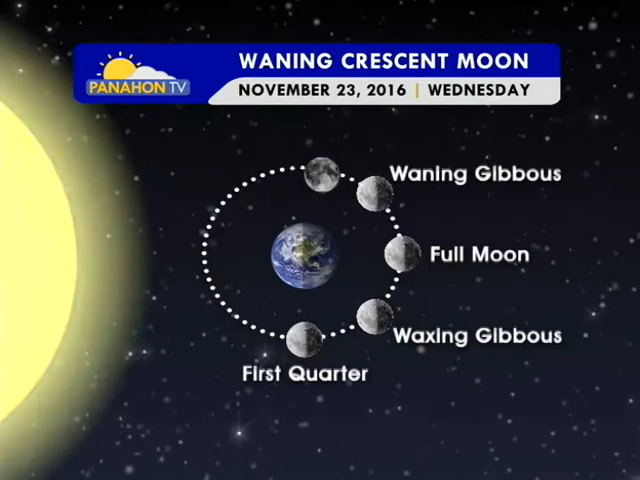 WANING CRESCENT MOON
PANAHON TV
NOVEMBER 23, 2016 | WEDNESDAY
Waning Gibbous
Full Moon
Waxing Gibbous
First Quarter